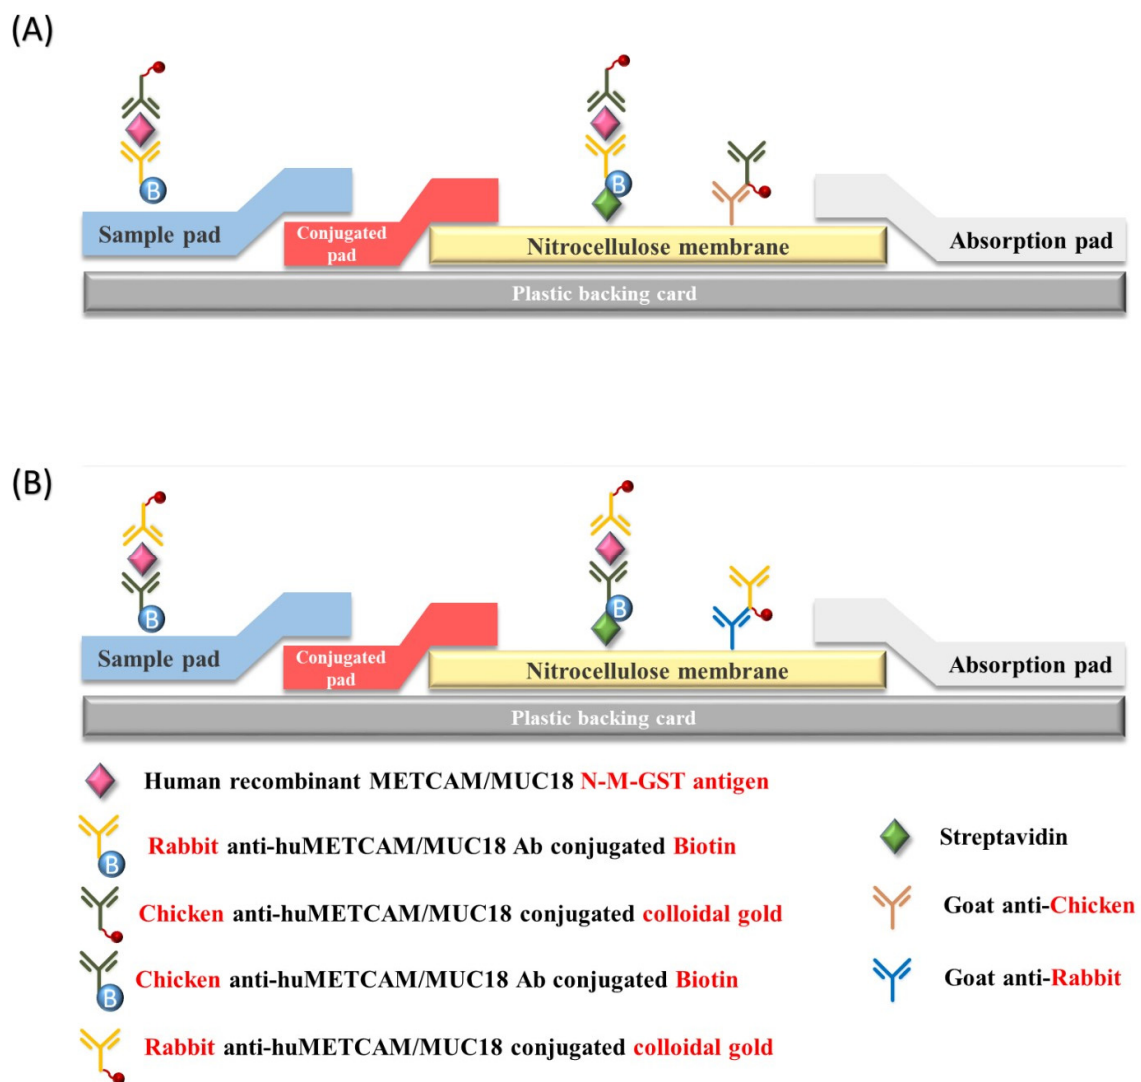 (A)
B
B
Sample pad
Conjugated
pad
Nitrocellulose membrane
Absorption pad
Plastic backing card
(B)
B
B
Sample pad
Conjugated
pad
Nitrocellulose membrane
Absorption pad
Plastic backing card
Human recombinant METCAM/MUC18 N-M-GST antigen
Rabbit anti-huMETCAM/MUC18 Ab conjugated Biotin
B
Streptavidin
Chicken anti-huMETCAM/MUC18 conjugated colloidal gold
Goat anti-Chicken
Chicken anti-huMETCAM/MUC18 Ab conjugated Biotin
B
Goat anti-Rabbit
Rabbit anti-huMETCAM/MUC18 conjugated colloidal gold